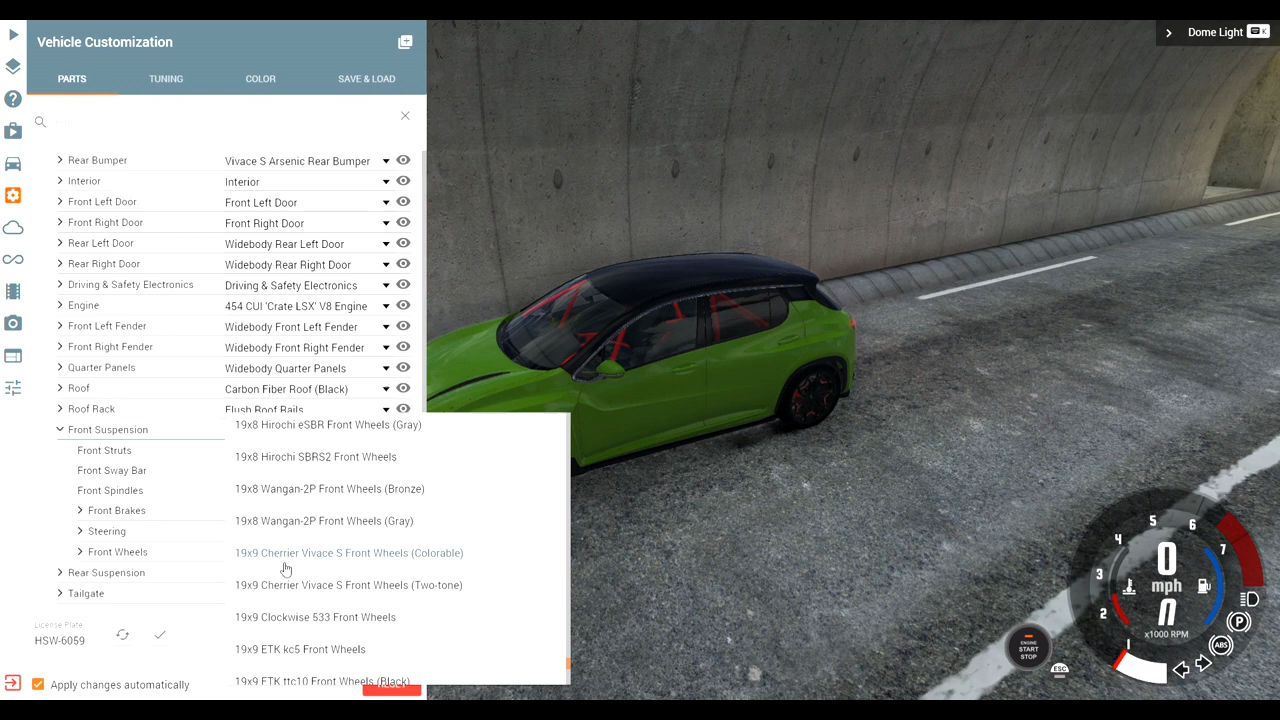 Vehicle Customization
Dome Light K
PARTS TUNING COLOR SAVE & LOAD
Rear Bumper Vivace S Arsenic Rear Bumper
Interior Interior
Front Left Door Front Left Door
Front Right Door Front Right Door
Rear Left Door Widebody Rear Left Door
Rear Right Door Widebody Rear Right Door
Driving & Safety Electronics Driving & Safety Electronics
Engine 454 CUI 'Crate LSX' V8 Engine
Front Left Fender Widebody Front Left Fender
Front Right Fender Widebody Front Right Fender
Quarter Panels Widebody Quarter Panels
Roof Carbon Fiber Roof (Black)
Roof Rack Flush Roof Rails
Front Suspension
Front Struts
Front Sway Bar
Front Spindles
Front Brakes
Steering
Front Wheels
Rear Suspension
Tailgate
19x8 Hirochi eSBR Front Wheels (Gray)
19x8 Hirochi SBRS2 Front Wheels
19x8 Wangan-2P Front Wheels (Bronze)
19x8 Wangan-2P Front Wheels (Gray)
19x9 Cherrier Vivace S Front Wheels (Colorable)
19x9 Cherrier Vivace S Front Wheels (Two-tone)
19x9 Clockwise 533 Front Wheels
19x9 ETK kc5 Front Wheels
19x9 ETK ttc10 Front Wheels (Black)
License Plate
HSW-6059
Apply changes automatically
RESET
ENGINE
START
STOP
ESC
1 2 3 4 5 6 7
0
mph
n
x1000 RPM
P
ABS